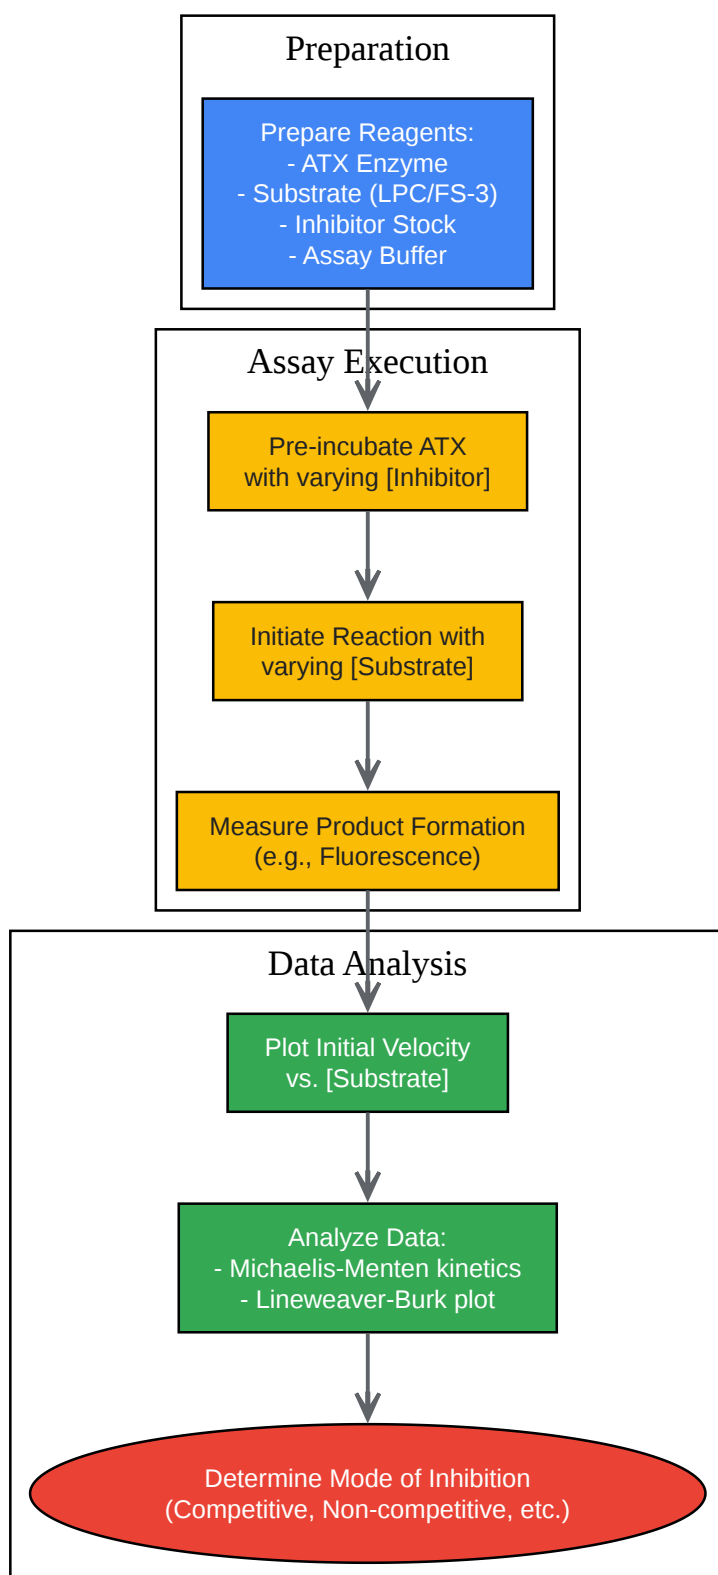 Preparation
Prepare Reagents:
- ATX Enzyme
- Substrate (LPC/FS-3)
- Inhibitor Stock
- Assay Buffer
Assay Execution
Pre-incubate ATX
with varying [Inhibitor]
Initiate Reaction with
varying [Substrate]
Measure Product Formation
(e.g., Fluorescence)
Data Analysis
Plot Initial Velocity
vs. [Substrate]
Analyze Data:
- Michaelis-Menten kinetics
- Lineweaver-Burk plot
Determine Mode of Inhibition
(Competitive, Non-competitive, etc.)